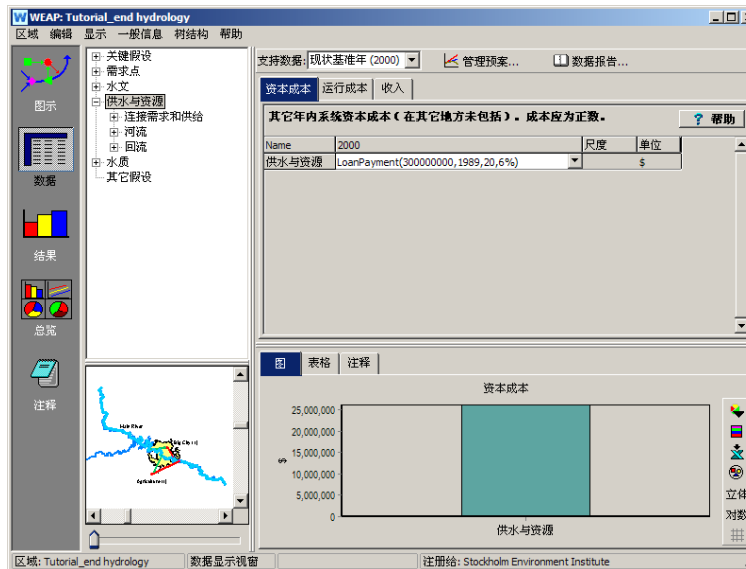 WEAP: Tutorial_end hydrology
区域 编辑 显示 一般信息 树结构 帮助
图示
数据
结果
总览
注释
关键假设
需求点
水文
供水与资源
连接需求和供给
河流
回流
水质
其它假设
支持数据: 现状基准年 (2000) 管理预案... 数据报告...
资本成本 运行成本 收入
其它年内系统资本成本(在其它地方未包括)。成本应为正数。 ? 帮助
Name 2000 尺度 单位
供水与资源 LoanPayment(300000000,1989,20,6%) $
图 表格 注释
资本成本
25,000,000
20,000,000
15,000,000
10,000,000
5,000,000
0
$
供水与资源
立体
对数
Main River
Big City
Agriculture
区域: Tutorial_end hydrology 数据显示视窗 注册给: Stockholm Environment Institute